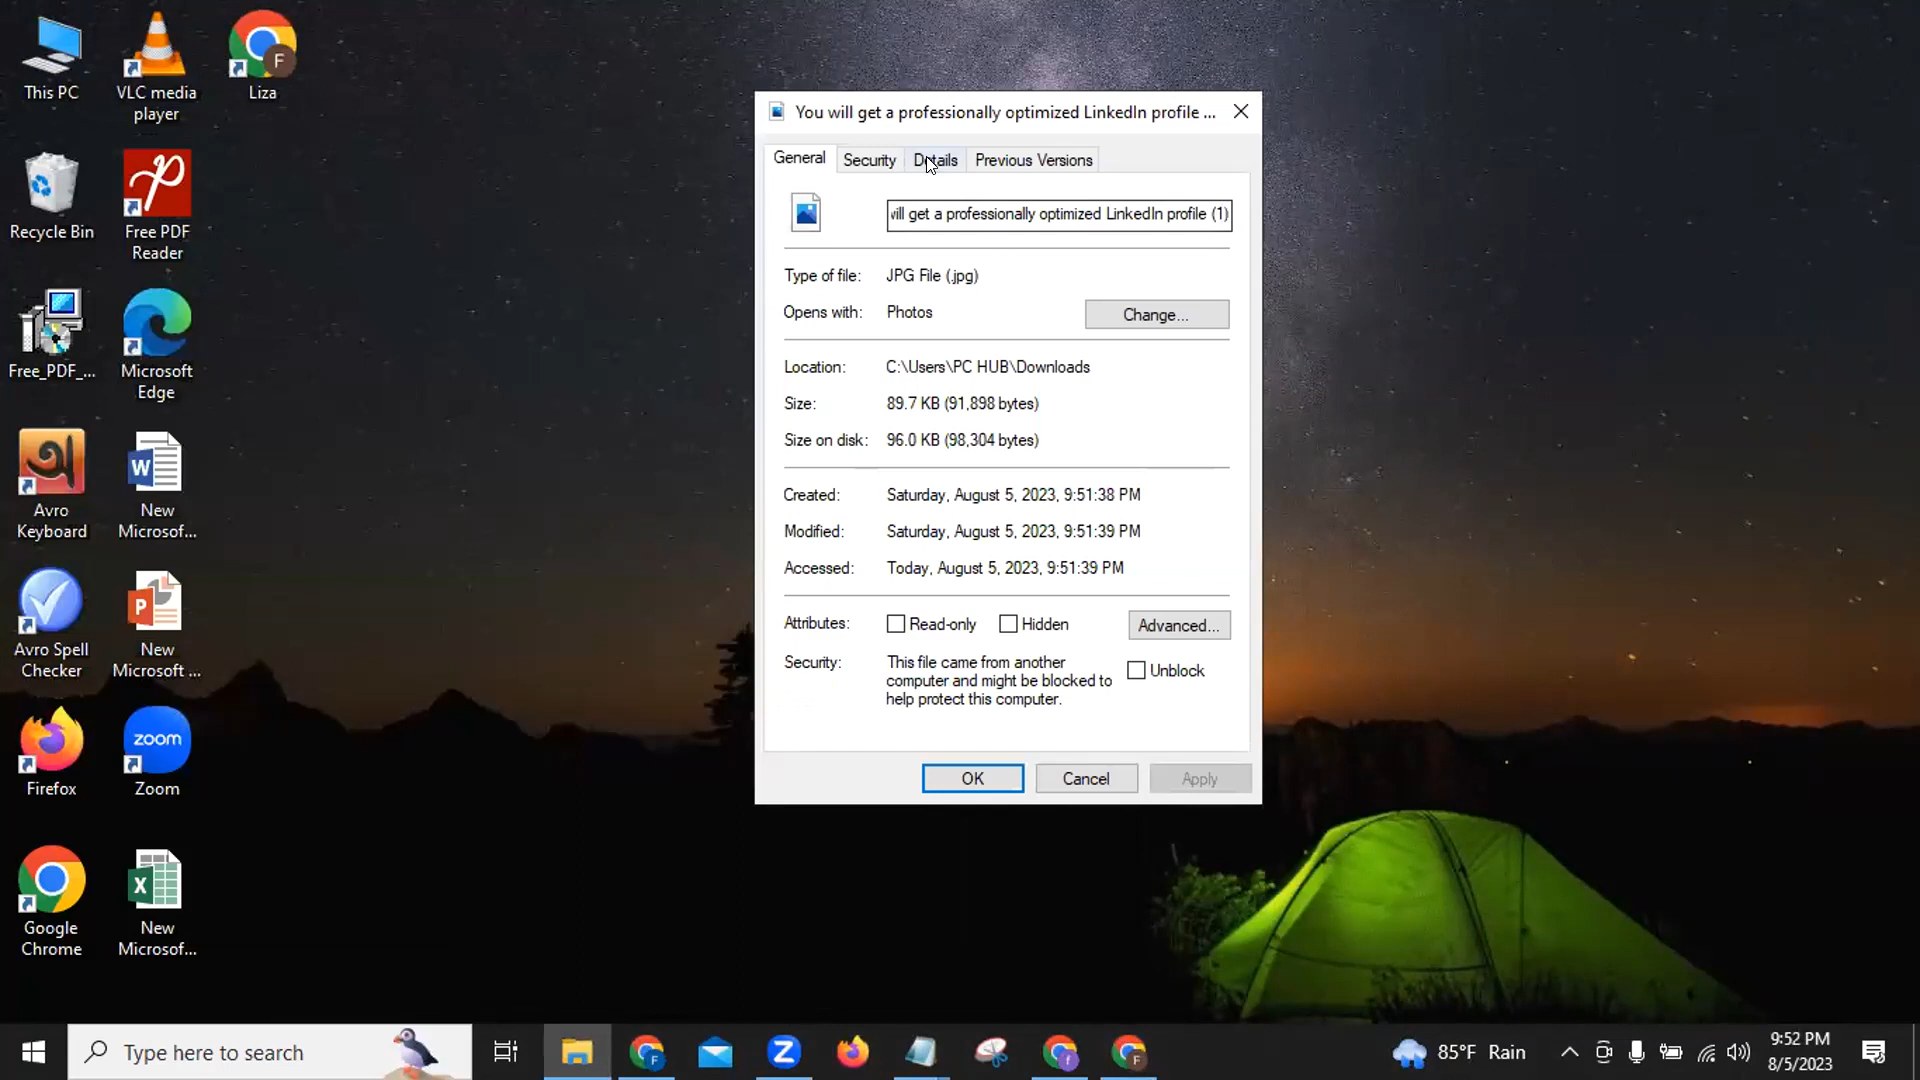 This PC
VLC media
player
F
Liza
Recycle Bin
Free PDF
Reader
Free_PDF_...
Microsoft
Edge
Avro
Keyboard
New
Microsof...
Avro Spell
Checker
New
Microsoft ...
Firefox
zoom
Zoom
Google
Chrome
New
Microsof...
You will get a professionally optimized LinkedIn profile ...
General
Security
Details
Previous Versions
will get a professionally optimized LinkedIn profile (1)
Type of file: JPG File (.jpg)
Opens with: Photos
Change...
Location: C:\Users\PC HUB\Downloads
Size: 89.7 KB (91,898 bytes)
Size on disk: 96.0 KB (98,304 bytes)
Created: Saturday, August 5, 2023, 9:51:38 PM
Modified: Saturday, August 5, 2023, 9:51:39 PM
Accessed: Today, August 5, 2023, 9:51:39 PM
Attributes: Read-only Hidden Advanced...
Security: This file came from another
computer and might be blocked to
help protect this computer.
Unblock
OK Cancel Apply
Type here to search
85°F Rain
9:52 PM
8/5/2023